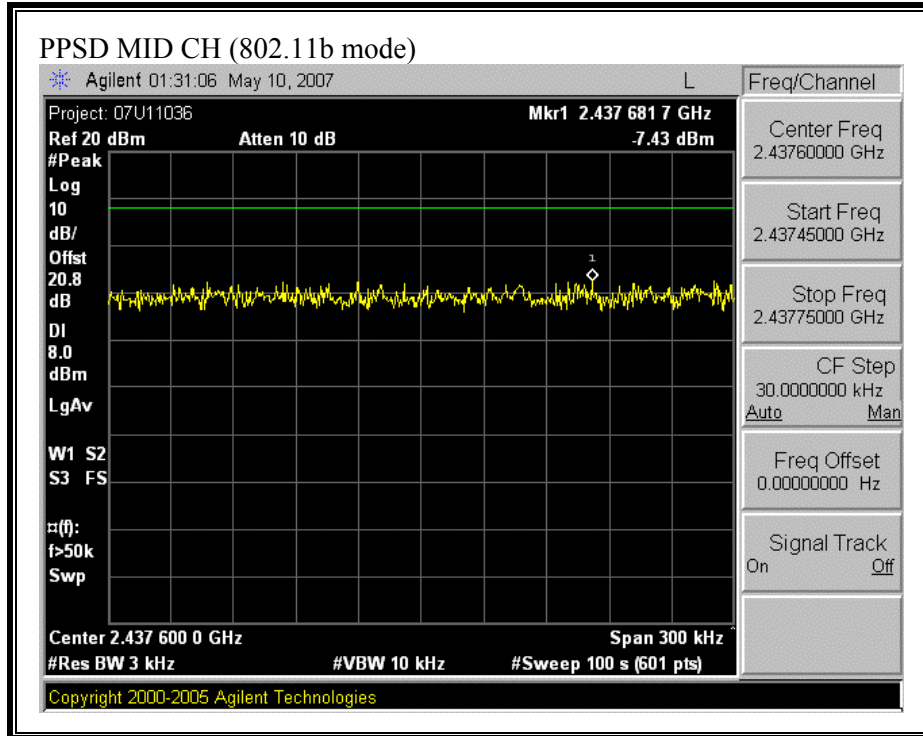 PPSD MID CH (802.11b mode)
Agilent 01:31:06 May 10, 2007 L
Project: 07U11036 Mkr1 2.437 681 7 GHz
Ref 20 dBm Atten 10 dB -7.43 dBm
#Peak
Log
10
dB/
Offst
20.8
dB
DI
8.0
dBm
LgAv
W1 S2
S3 FS
¤(f):
f>50k
Swp
1
Center 2.437 600 0 GHz Span 300 kHz
#Res BW 3 kHz #VBW 10 kHz #Sweep 100 s (601 pts)
Copyright 2000-2005 Agilent Technologies
Freq/Channel
Center Freq
2.43760000 GHz
Start Freq
2.43745000 GHz
Stop Freq
2.43775000 GHz
CF Step
30.0000000 kHz
Auto Man
Freq Offset
0.00000000 Hz
Signal Track
On Off